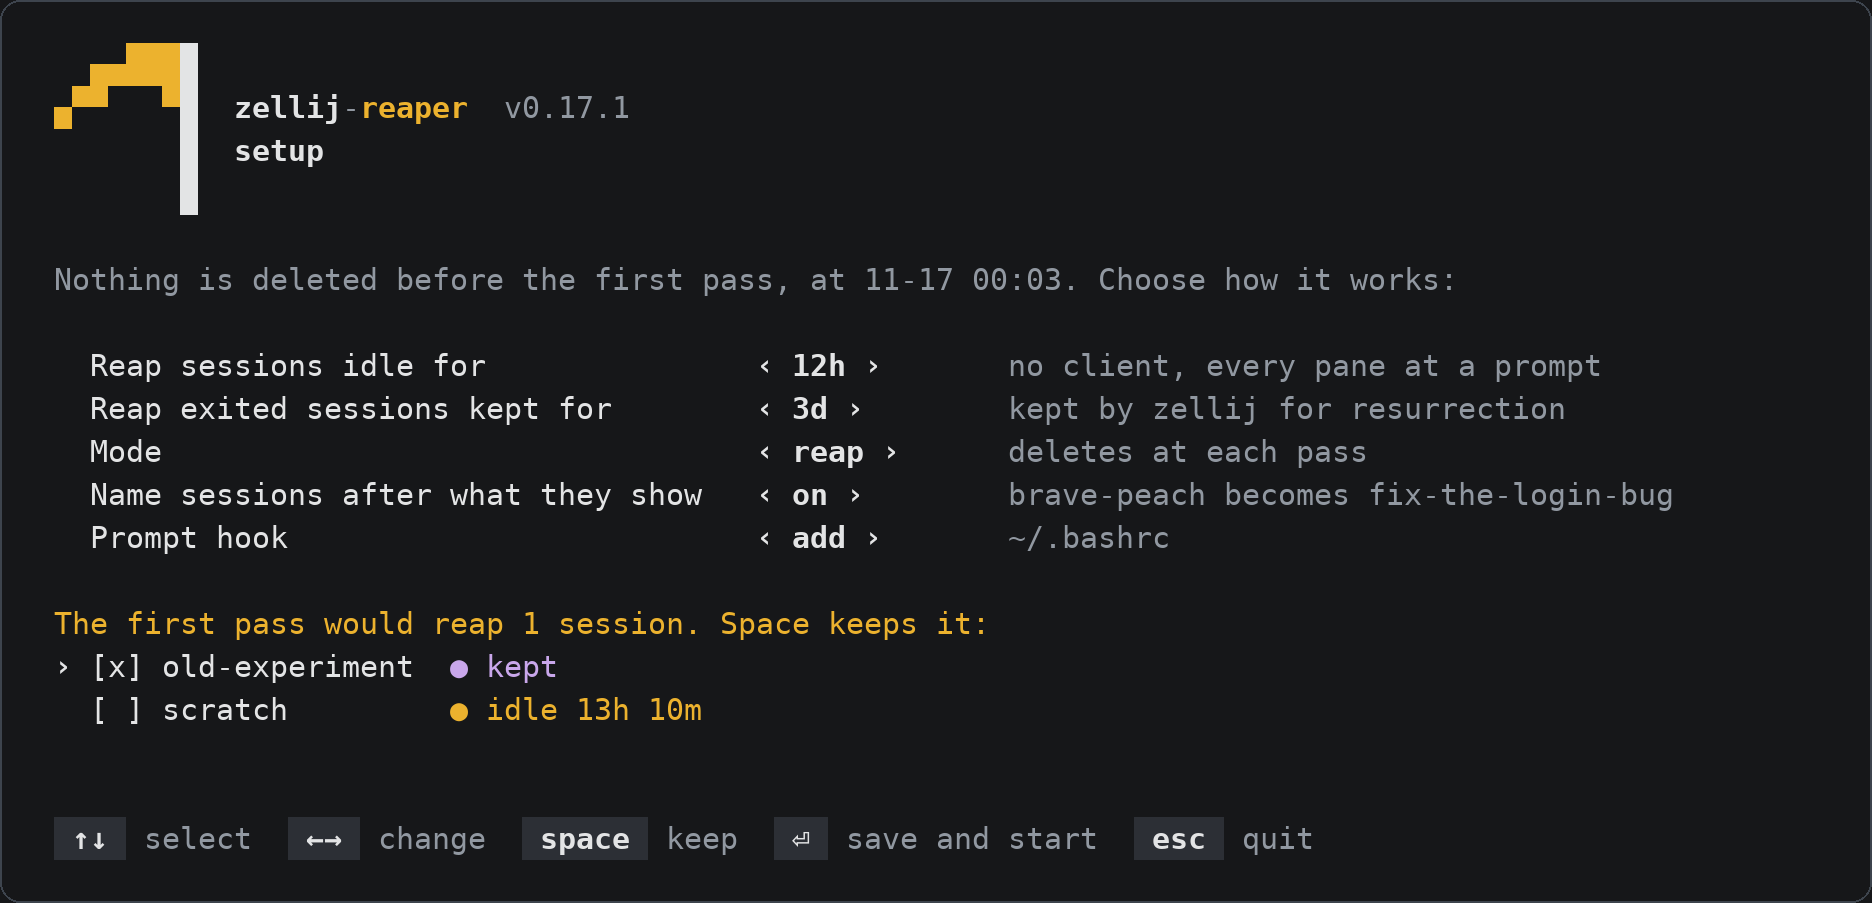 zellij-reaper v0.17.1
setup
Nothing is deleted before the first pass, at 11-17 00:03. Choose how it works:
Reap sessions idle for ‹ 12h › no client, every pane at a prompt
Reap exited sessions kept for ‹ 3d › kept by zellij for resurrection
Mode ‹ reap › deletes at each pass
Name sessions after what they show ‹ on › brave-peach becomes fix-the-login-bug
Prompt hook ‹ add › ~/.bashrc
The first pass would reap 1 session. Space keeps it:
› [x] old-experiment ● kept
[ ] scratch ● idle 13h 10m
↑↓ select ←→ change space keep ⏎ save and start esc quit